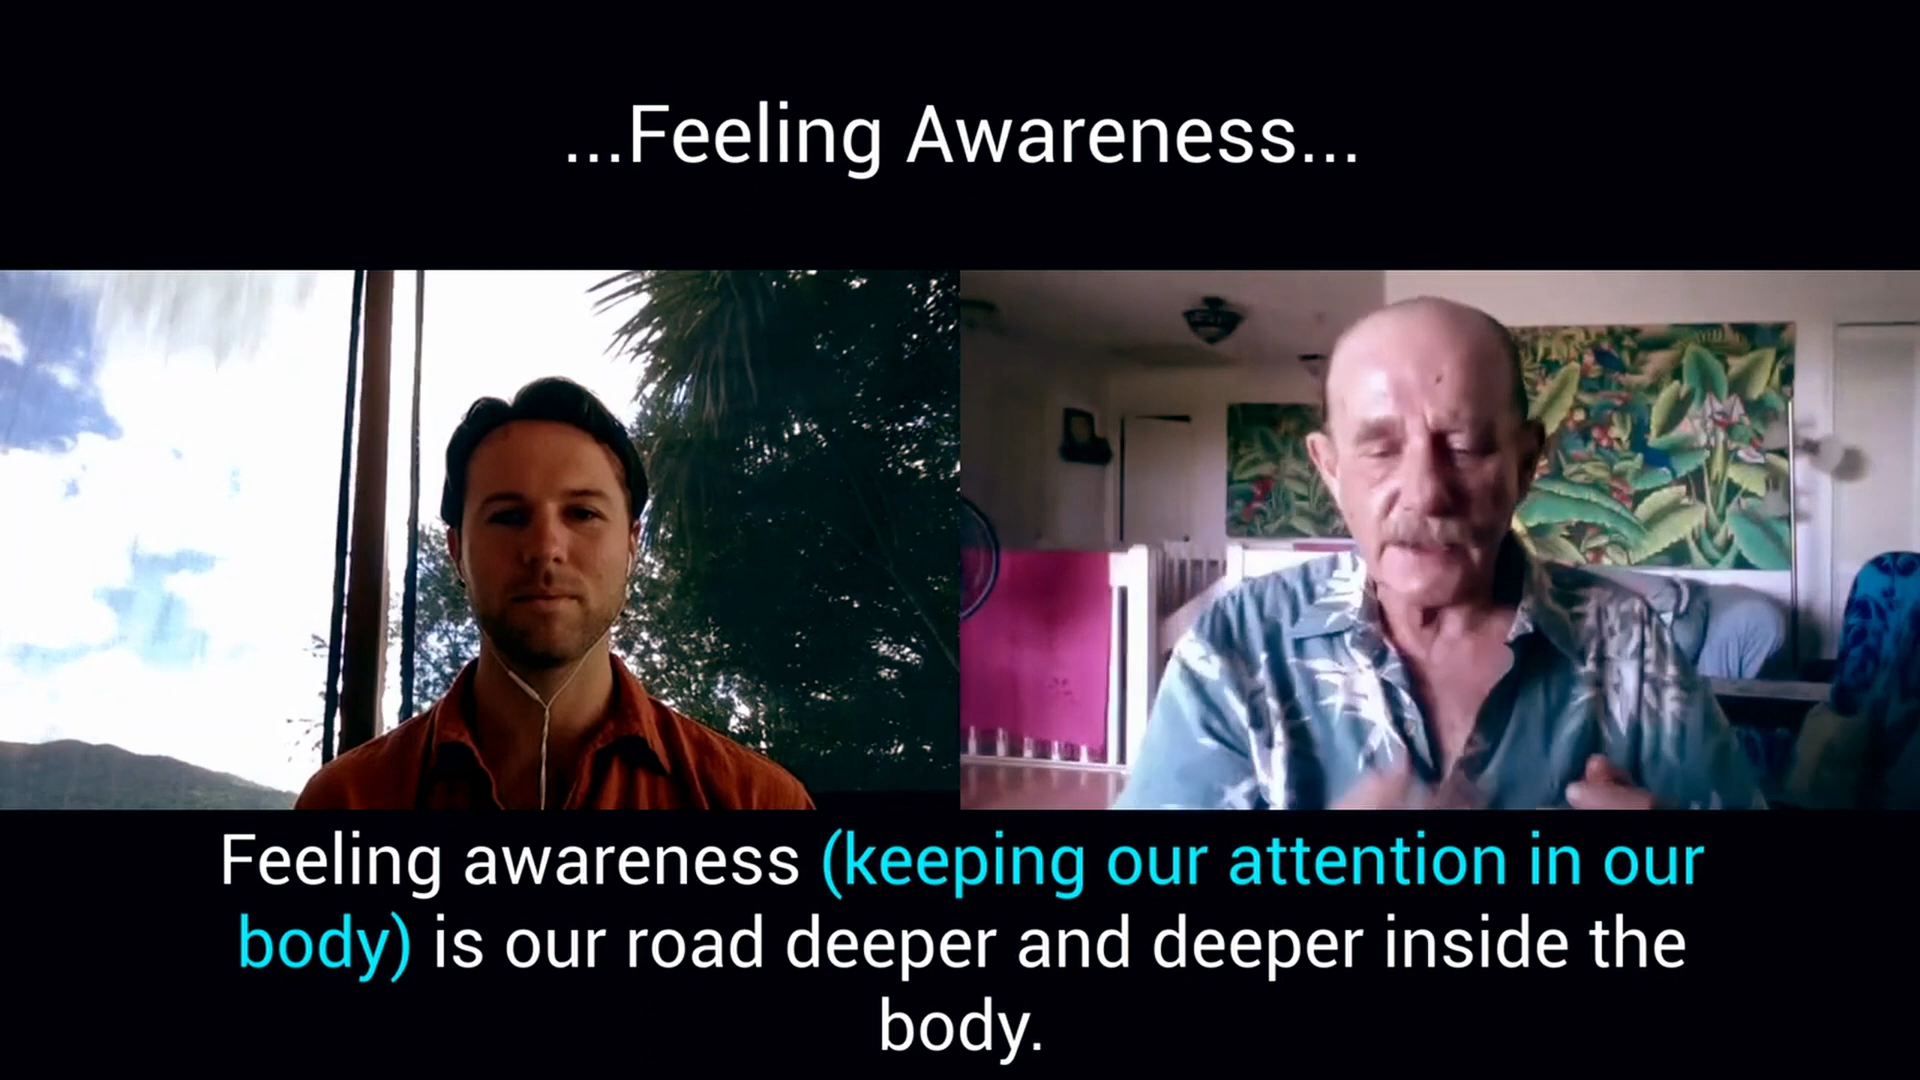 ...Feeling Awareness...
Feeling awareness (keeping our attention in our
body) is our road deeper and deeper inside the
body.